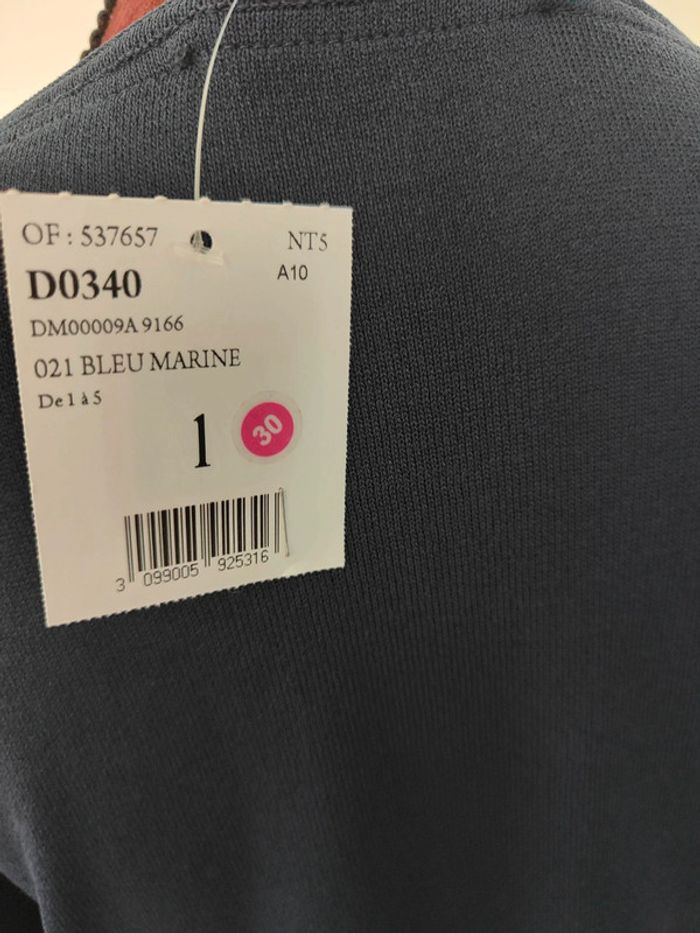 OF : 537657
NT5
D0340
A10
DM00009A 9166
021 BLEU MARINE
De 1 à 5
1
30
3 099005 925316